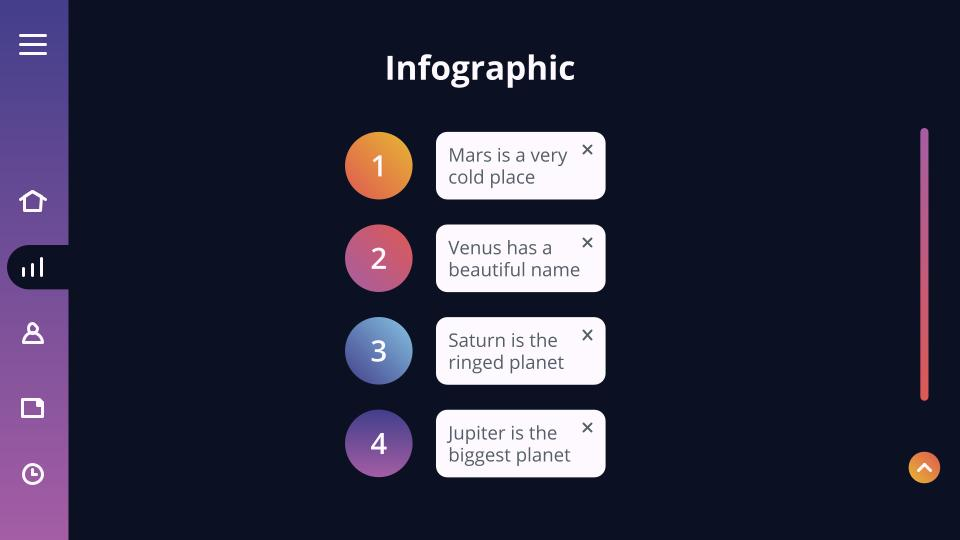 Infographic
1
Mars is a very
cold place
2
Venus has a
beautiful name
3
Saturn is the
ringed planet
4
Jupiter is the
biggest planet